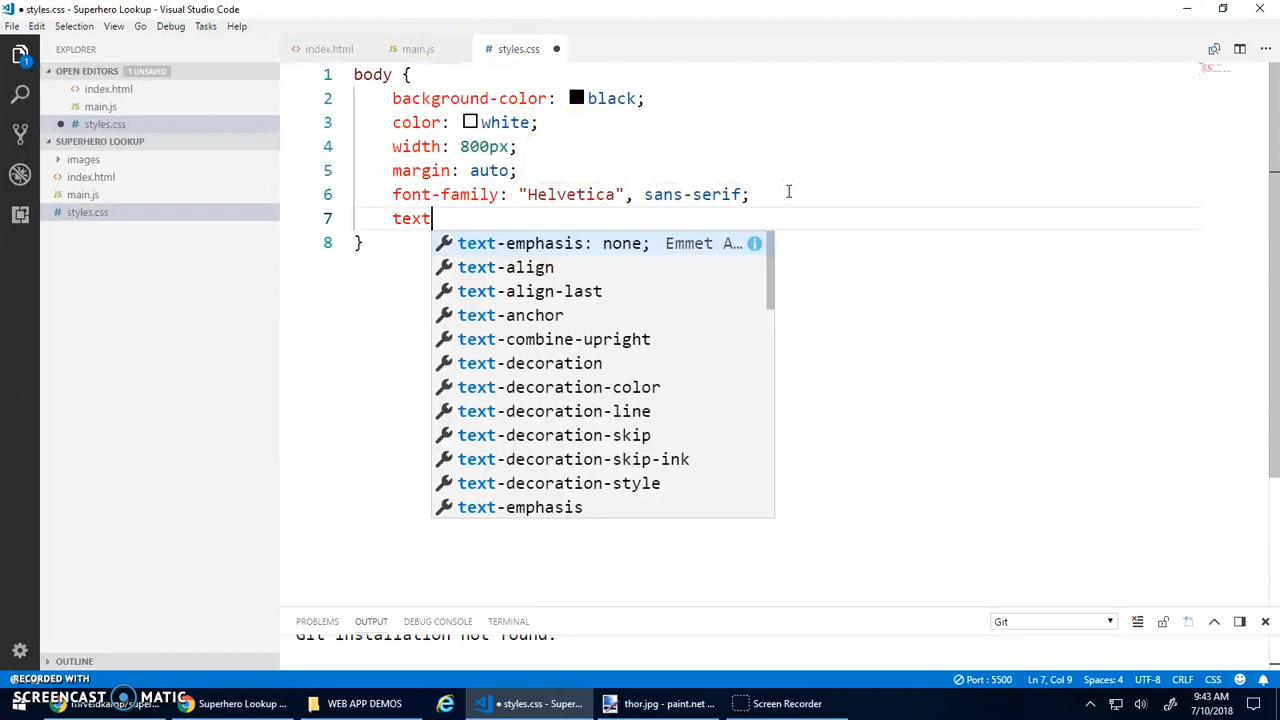 ● styles.css - Superhero Lookup - Visual Studio Code
File Edit Selection View Go Debug Tasks Help
EXPLORER
OPEN EDITORS 1 UNSAVED
index.html
main.js
● # styles.css
SUPERHERO LOOKUP
images
index.html
main.js
# styles.css
OUTLINE
index.html main.js # styles.css ●
1 body {
2 background-color: black;
3 color: white;
4 width: 800px;
5 margin: auto;
6 font-family: "Helvetica", sans-serif;
7 text
8 }
text-emphasis: none; Emmet A…
text-align
text-align-last
text-anchor
text-combine-upright
text-decoration
text-decoration-color
text-decoration-line
text-decoration-skip
text-decoration-skip-ink
text-decoration-style
text-emphasis
PROBLEMS OUTPUT DEBUG CONSOLE TERMINAL Git
Git installation not found.
Port : 5500 Ln 7, Col 9 Spaces: 4 UTF-8 CRLF CSS
RECORDED WITH
SCREENCAST MATIC
Superhero Lookup ... WEB APP DEMOS ● styles.css - Super... thor.jpg - paint.net ... Screen Recorder
9:43 AM
7/10/2018